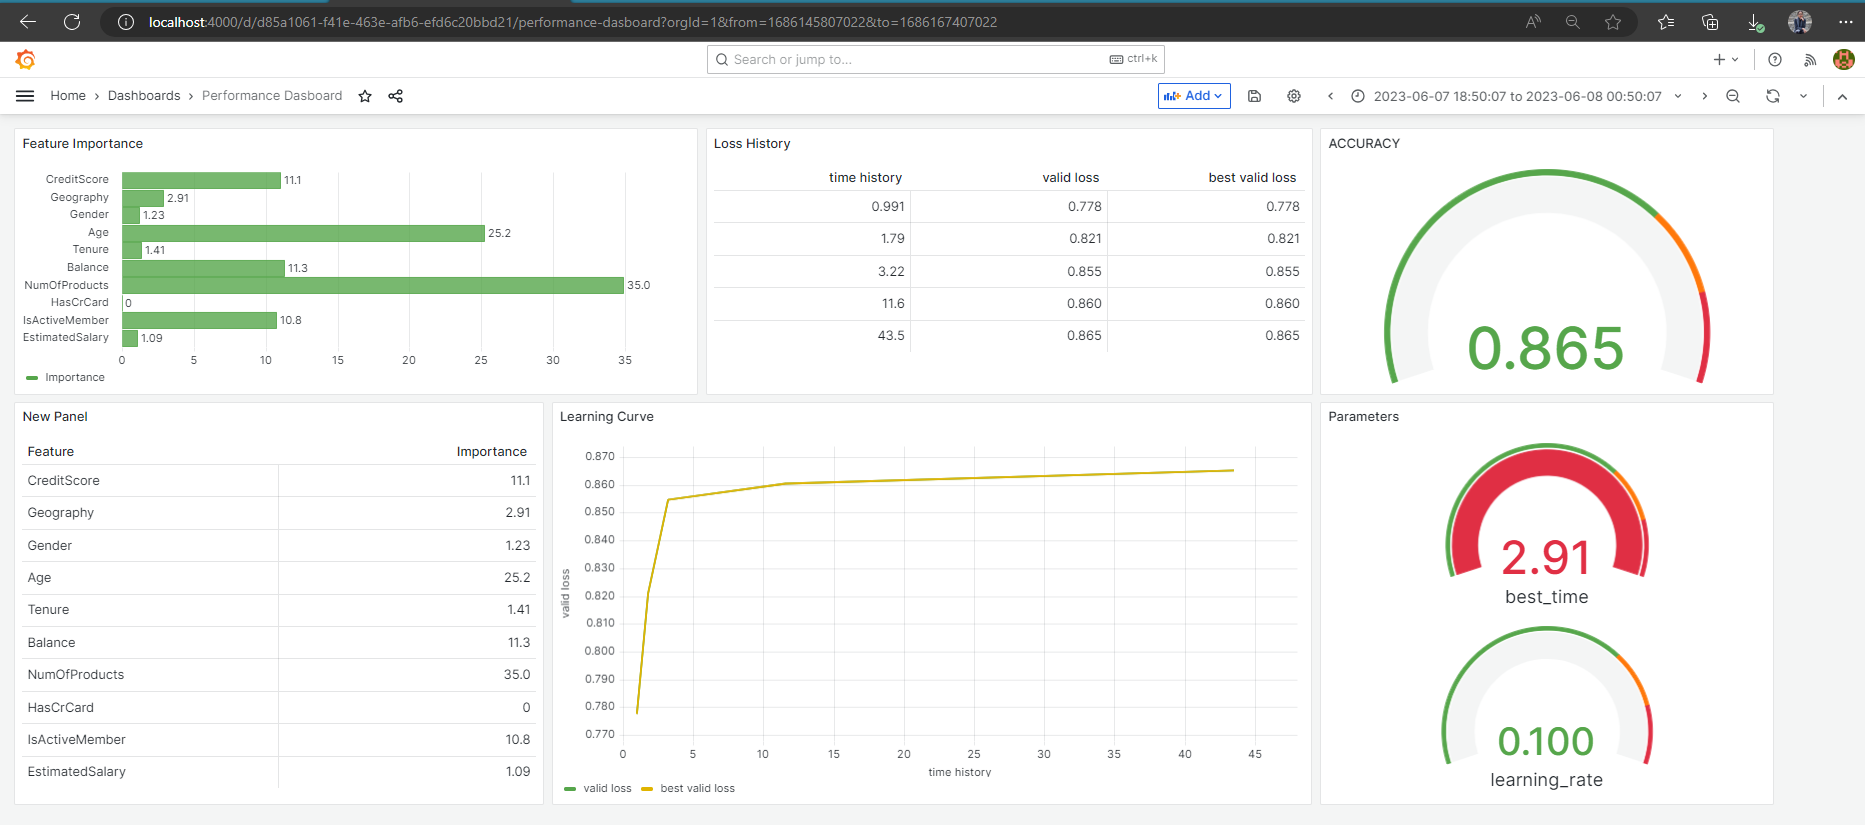 localhost:4000/d/d85a1061-f41e-463e-afb6-efd6c20bbd21/performance-dasboard?orgId=1&from=1686145807022&to=1686167407022
Search or jump to...
ctrl+k
Home › Dashboards › Performance Dasboard
Add
2023-06-07 18:50:07 to 2023-06-08 00:50:07
Feature Importance
CreditScore 11.1
Geography 2.91
Gender 1.23
Age 25.2
Tenure 1.41
Balance 11.3
NumOfProducts 35.0
HasCrCard 0
IsActiveMember 10.8
EstimatedSalary 1.09
0 5 10 15 20 25 30 35
Importance
Loss History
time history valid loss best valid loss
0.991 0.778 0.778
1.79 0.821 0.821
3.22 0.855 0.855
11.6 0.860 0.860
43.5 0.865 0.865
ACCURACY
0.865
New Panel
Feature Importance
CreditScore 11.1
Geography 2.91
Gender 1.23
Age 25.2
Tenure 1.41
Balance 11.3
NumOfProducts 35.0
HasCrCard 0
IsActiveMember 10.8
EstimatedSalary 1.09
Learning Curve
valid loss
0.870
0.860
0.850
0.840
0.830
0.820
0.810
0.800
0.790
0.780
0.770
0 5 10 15 20 25 30 35 40 45
time history
valid loss best valid loss
Parameters
2.91
best_time
0.100
learning_rate